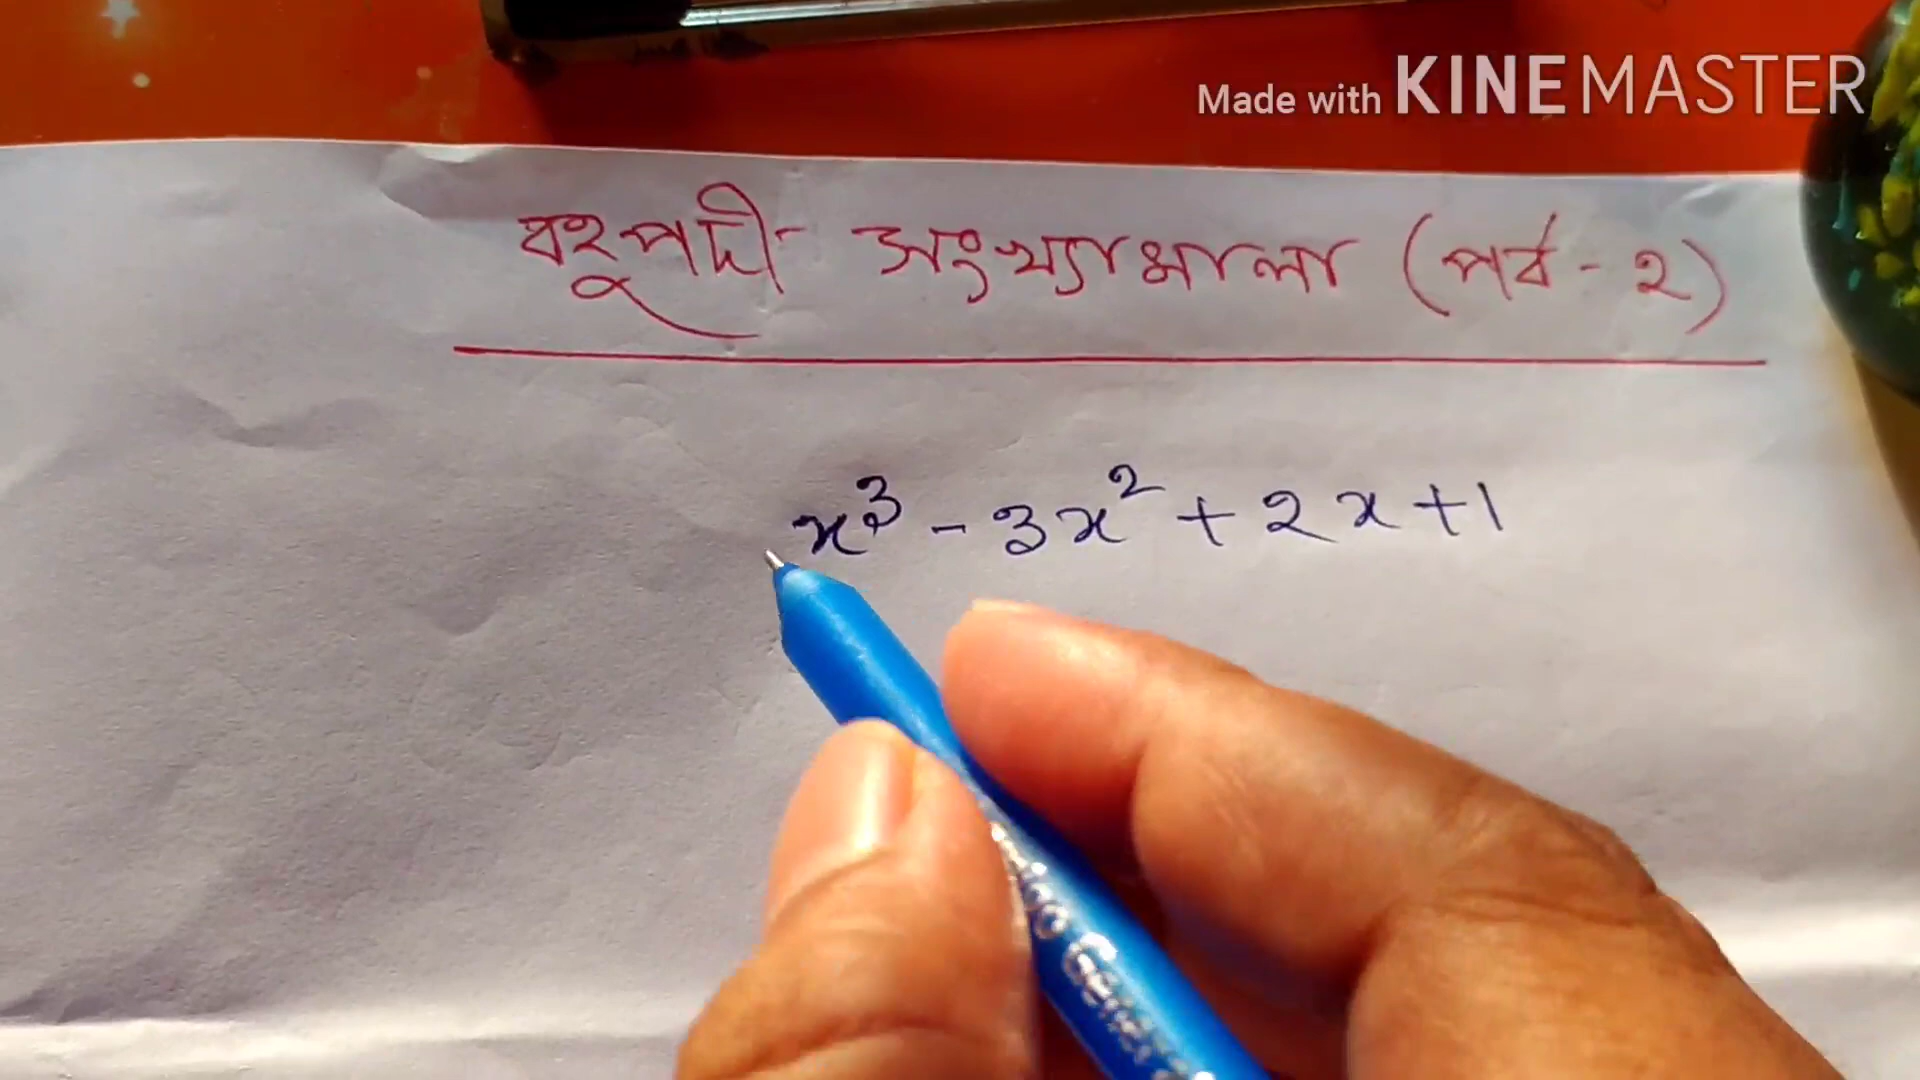 Made with KINEMASTER
বহুপদী- সংখ্যামালা (পর্ব - ২)
x³ - 3x² + 2x + 1